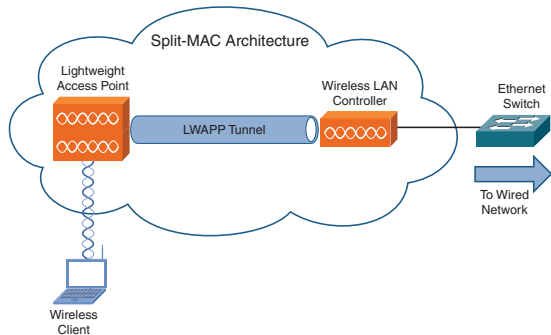 Split-MAC Architecture
Lightweight
Access Point
Wireless LAN
Controller
Ethernet
Switch
LWAPP Tunnel
To Wired
Network
Wireless
Client